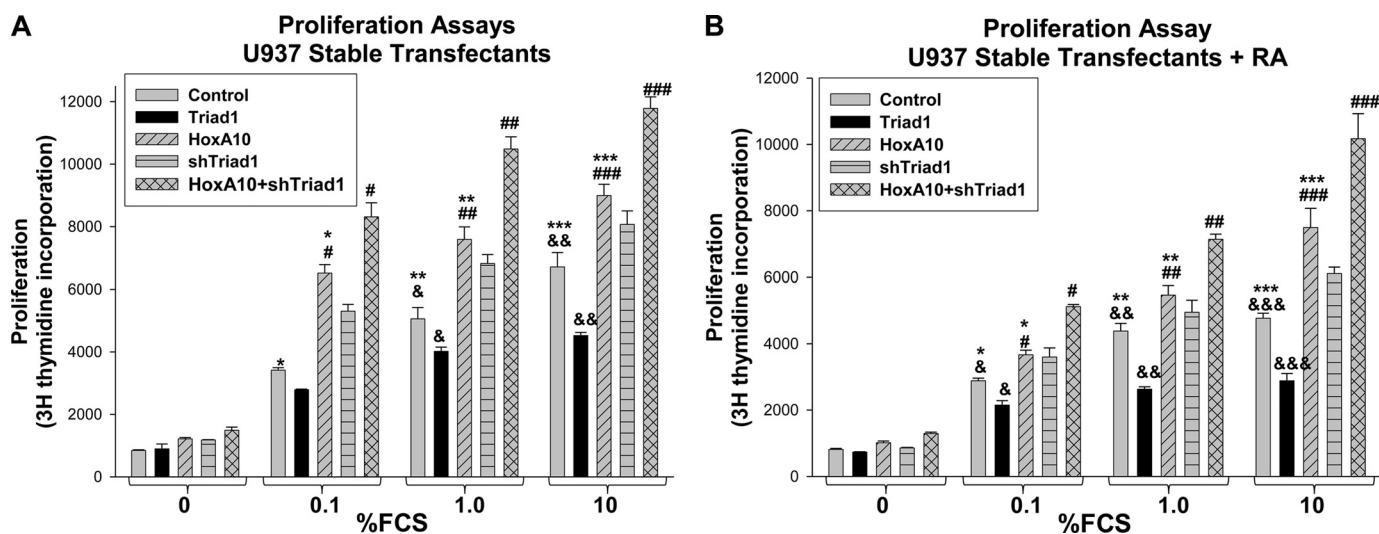 A
Proliferation Assays
U937 Stable Transfectants
Proliferation
(3H thymidine incorporation)
12000
10000
8000
6000
4000
2000
0
Control
Triad1
HoxA10
shTriad1
HoxA10+shTriad1
*
*
#
#
**
&
&
**
##
##
***
&&
&&
***
###
###
0
0.1
1.0
10
%FCS
B
Proliferation Assay
U937 Stable Transfectants + RA
Proliferation
(3H thymidine incorporation)
12000
10000
8000
6000
4000
2000
0
Control
Triad1
HoxA10
shTriad1
HoxA10+shTriad1
*
&
&
*
#
#
**
&&
&&
**
##
##
***
&&&
&&&
***
###
###
0
0.1
1.0
10
%FCS